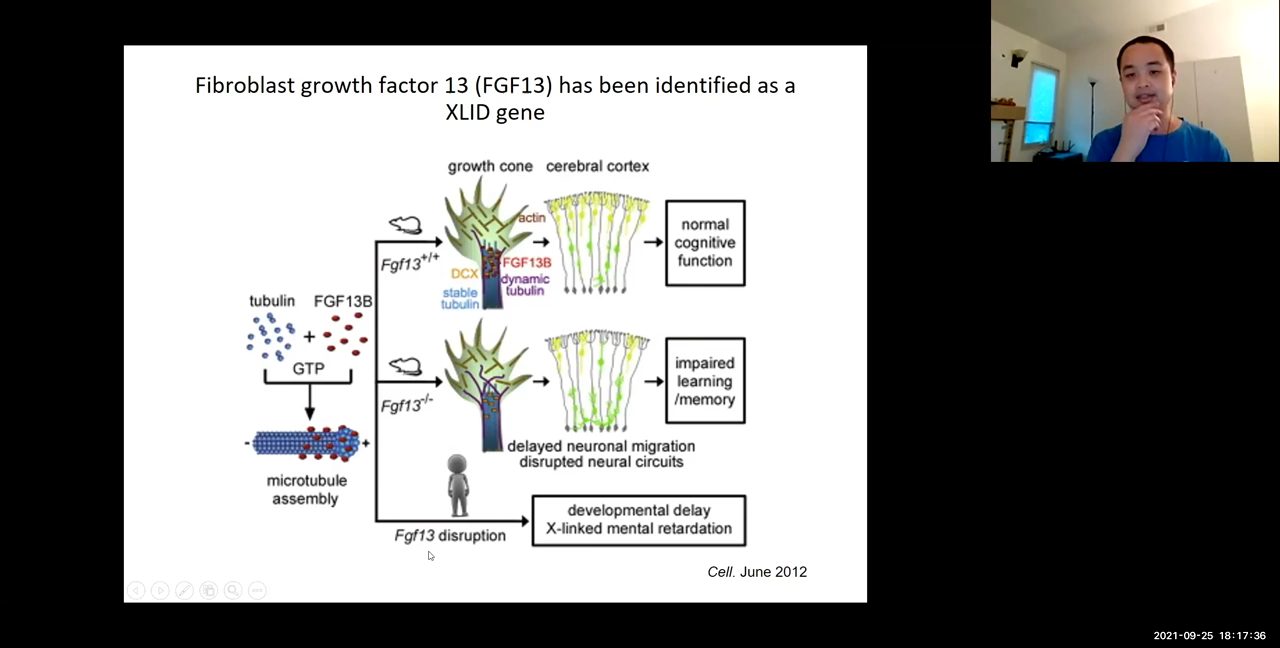 Fibroblast growth factor 13 (FGF13) has been identified as a
XLID gene
growth cone cerebral cortex
actin
Fgf13+/+
DCX
FGF13B
stable
tubulin
dynamic
tubulin
normal
cognitive
function
tubulin
FGF13B
+
GTP
- +
microtubule
assembly
Fgf13-/-
impaired
learning
/memory
delayed neuronal migration
disrupted neural circuits
Fgf13 disruption
developmental delay
X-linked mental retardation
Cell. June 2012
2021-09-25 18:17:36